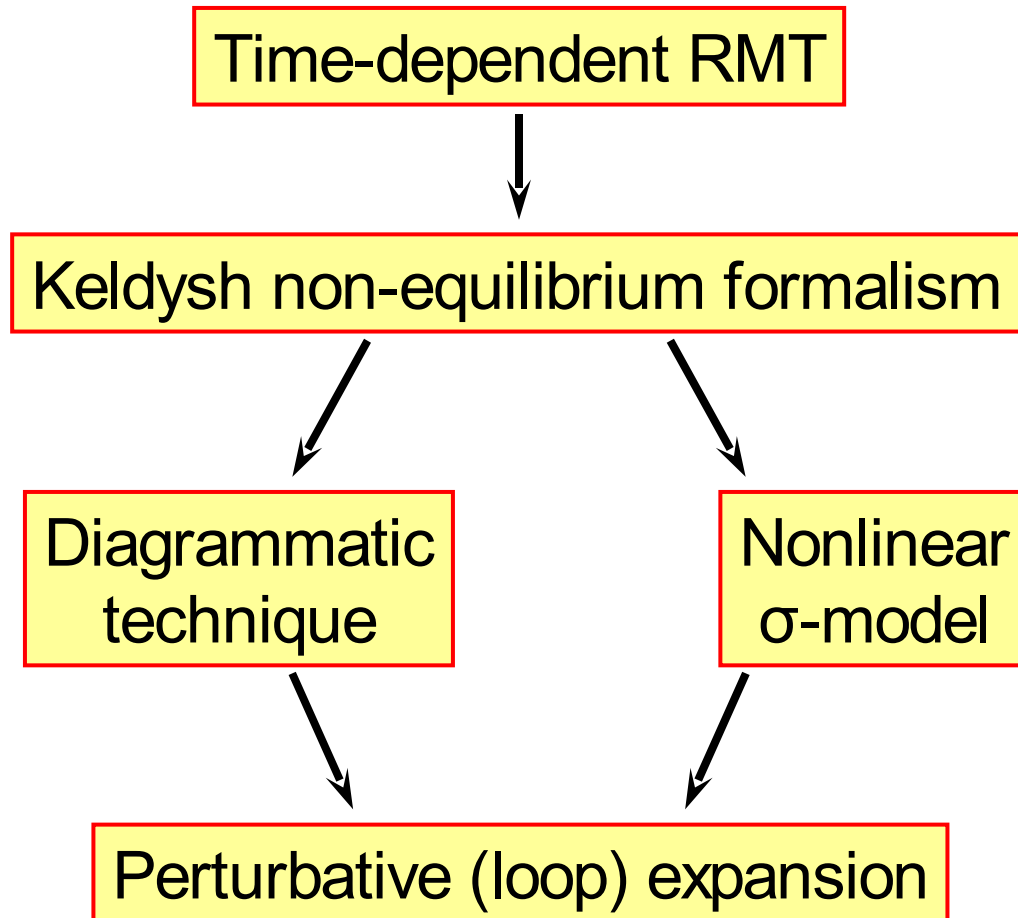 Time-dependent RMT
Keldysh non-equilibrium formalism
Diagrammatic
technique
Nonlinear
σ-model
Perturbative (loop) expansion